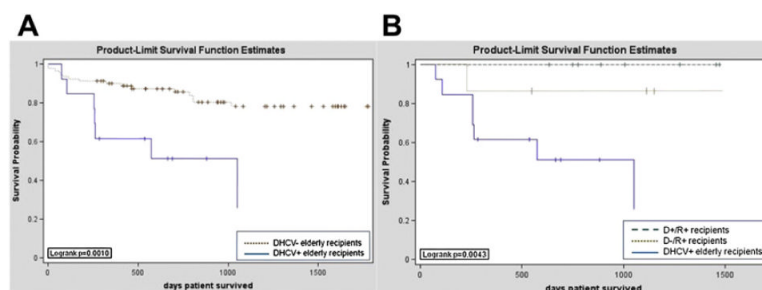 A
Product-Limit Survival Function Estimates
1.0
0.8
0.6
0.4
0.2
0
Survival Probability
Logrank p=0.0010
DHCV- elderly recipients
DHCV+ elderly recipients
0 500 1000 1500
days patient survived
B
Product-Limit Survival Function Estimates
1.0
0.8
0.6
0.4
0.2
0
Survival Probability
Logrank p=0.0043
D+/R+ recipients
D-/R+ recipients
DHCV+ elderly recipients
0 500 1000 1500
days patient survived